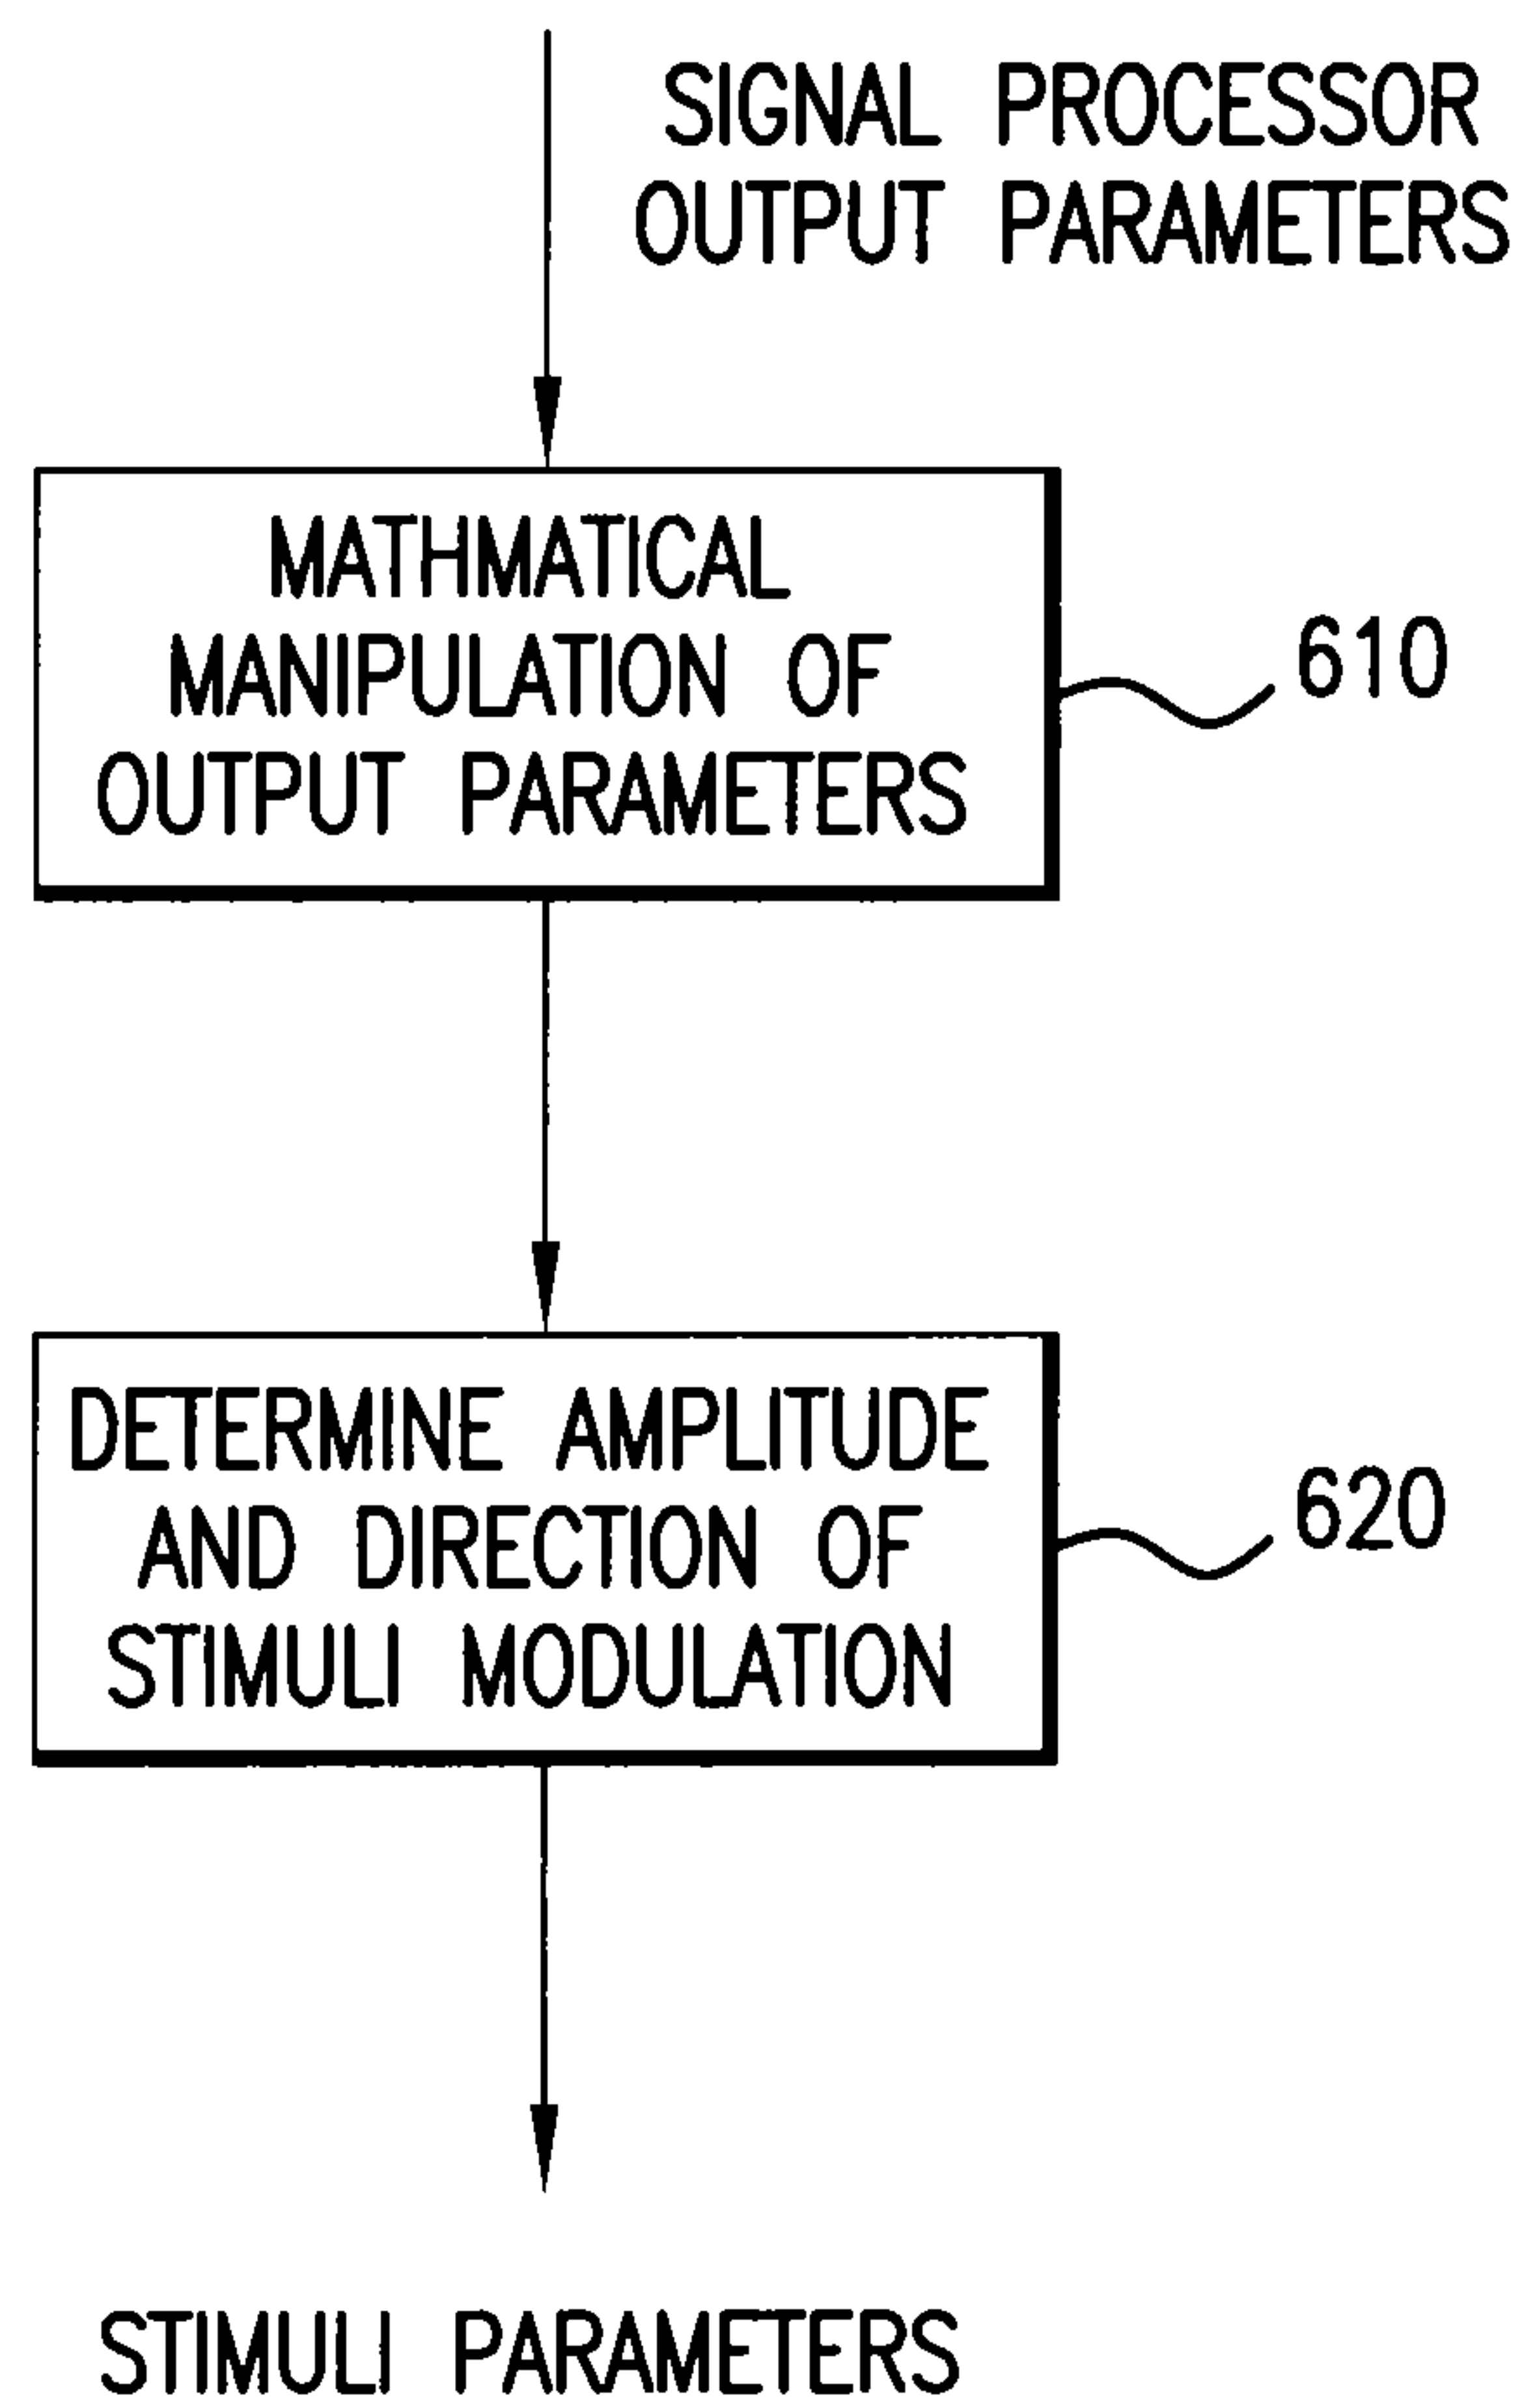 SIGNAL PROCESSOR
OUTPUT PARAMETERS
MATHMATICAL
MANIPULATION OF
OUTPUT PARAMETERS
610
DETERMINE AMPLITUDE
AND DIRECTION OF
STIMULI MODULATION
620
STIMULI PARAMETERS